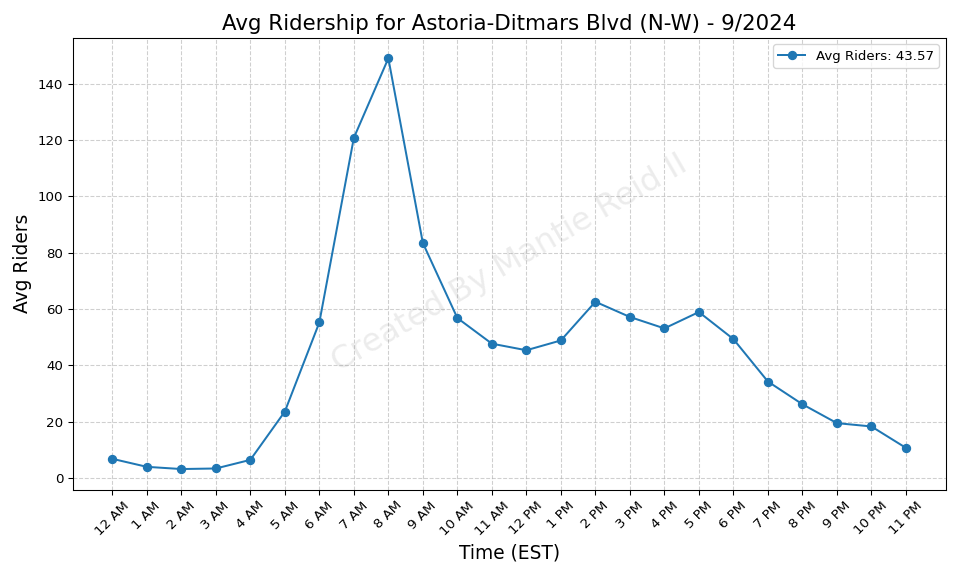 Avg Ridership for Astoria-Ditmars Blvd (N-W) - 9/2024
Avg Riders: 43.57
140
120
100
80
60
40
20
0
Avg Riders
Created By Mantie Reid II
12 AM
1 AM
2 AM
3 AM
4 AM
5 AM
6 AM
7 AM
8 AM
9 AM
10 AM
11 AM
12 PM
1 PM
2 PM
3 PM
4 PM
5 PM
6 PM
7 PM
8 PM
9 PM
10 PM
11 PM
Time (EST)